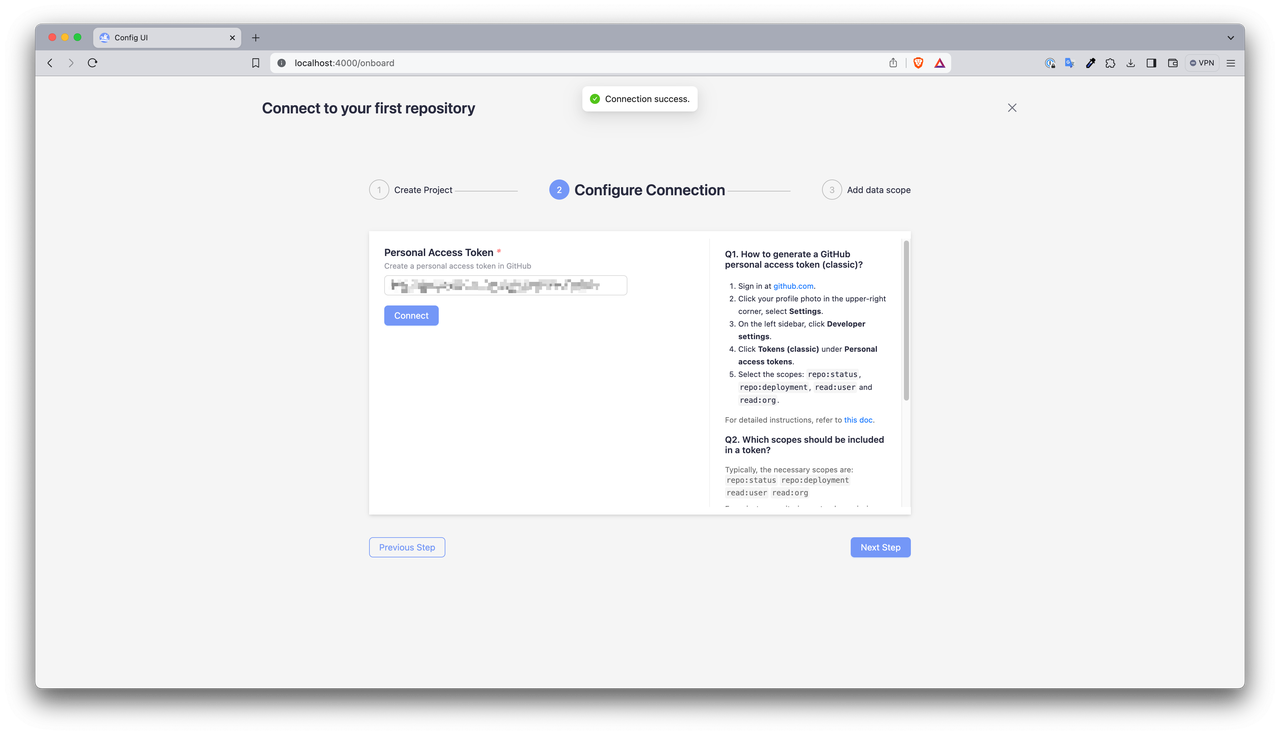 Config UI
localhost:4000/onboard
VPN
Connect to your first repository
Connection success.
1 Create Project
2 Configure Connection
3 Add data scope
Personal Access Token *
Create a personal access token in GitHub
Connect
Q1. How to generate a GitHub
personal access token (classic)?
1. Sign in at github.com.
2. Click your profile photo in the upper-right
corner, select Settings.
3. On the left sidebar, click Developer
settings.
4. Click Tokens (classic) under Personal
access tokens.
5. Select the scopes: repo:status,
repo:deployment, read:user and
read:org.
For detailed instructions, refer to this doc.
Q2. Which scopes should be included
in a token?
Typically, the necessary scopes are:
repo:status repo:deployment
read:user read:org
Previous Step
Next Step